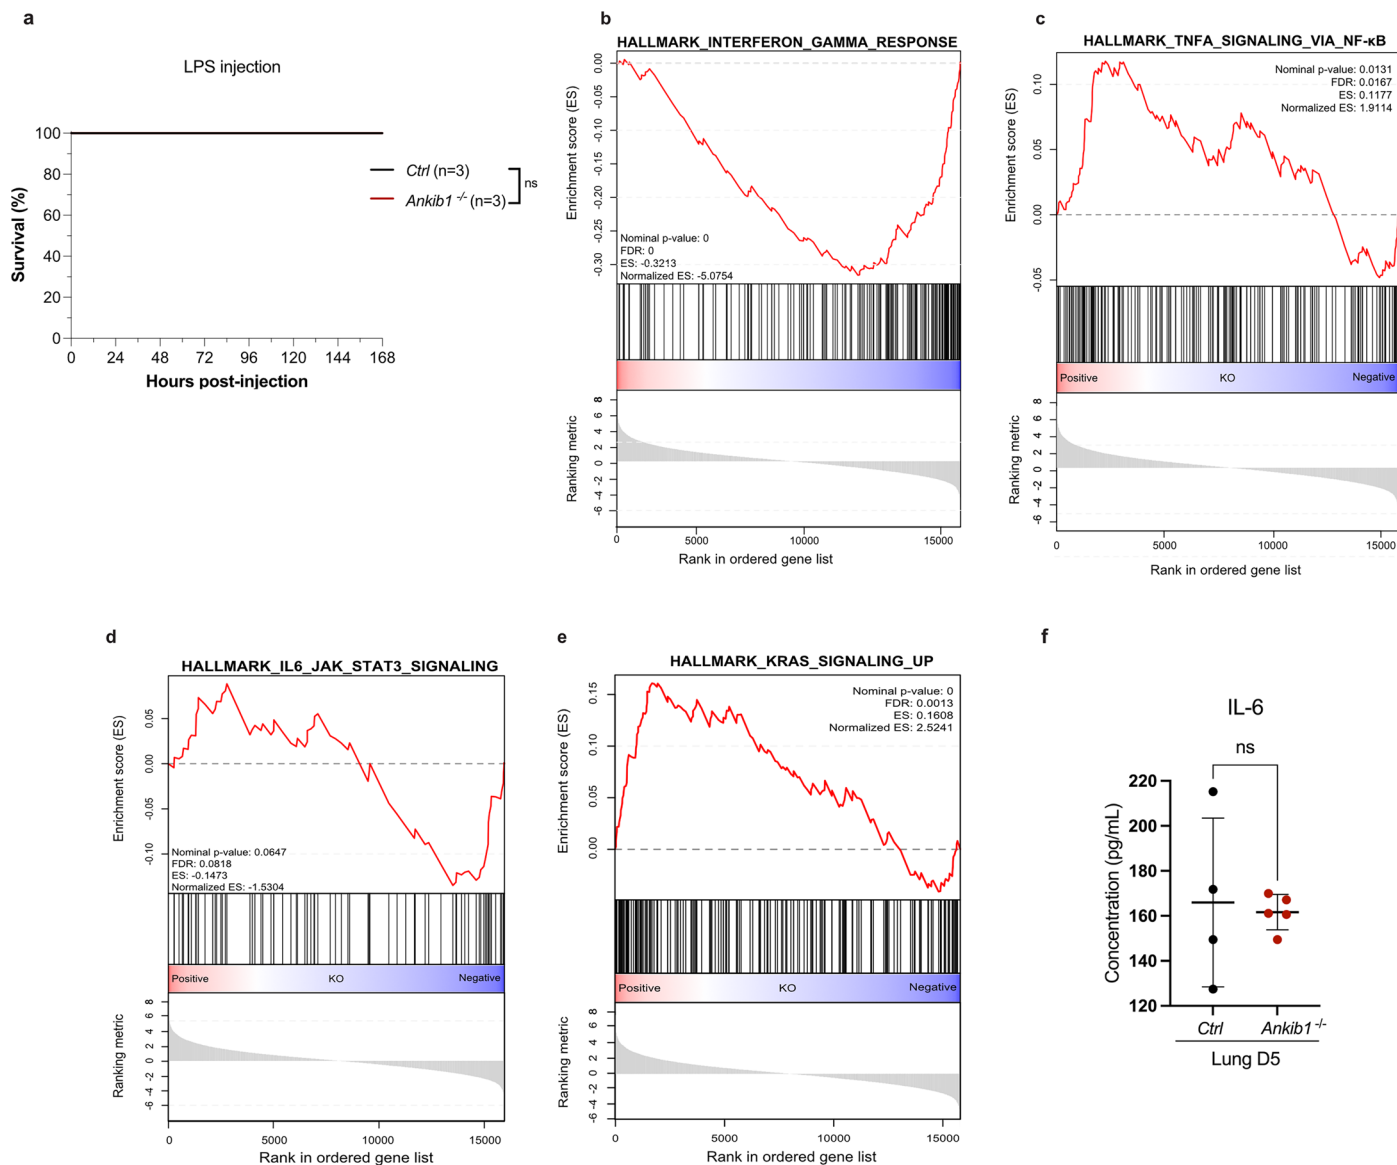 a
LPS injection
Survival (%)
100
80
60
40
20
0
0 24 48 72 96 120 144 168
Hours post-injection
Ctrl (n=3)
Ankib1 -/- (n=3)
ns
b
HALLMARK_INTERFERON_GAMMA_RESPONSE
Enrichment score (ES)
0.00
-0.05
-0.10
-0.15
-0.20
-0.25
-0.30
Nominal p-value: 0
FDR: 0
ES: -0.3213
Normalized ES: -5.0754
Ranking metric
8
6
4
2
0
-2
-4
-6
0 5000 10000 15000
Rank in ordered gene list
c
HALLMARK_TNFA_SIGNALING_VIA_NF-κB
Enrichment score (ES)
0.10
0.05
0.00
-0.05
Nominal p-value: 0.0131
FDR: 0.0167
ES: 0.1177
Normalized ES: 1.9114
Positive KO Negative
Ranking metric
8
6
4
2
0
-2
-4
-6
0 5000 10000 15000
Rank in ordered gene list
d
HALLMARK_IL6_JAK_STAT3_SIGNALING
Enrichment score (ES)
0.05
0.00
-0.05
-0.10
Nominal p-value: 0.0647
FDR: 0.0818
ES: -0.1473
Normalized ES: -1.5304
Positive KO Negative
Ranking metric
8
6
4
2
0
-2
-4
-6
0 5000 10000 15000
Rank in ordered gene list
e
HALLMARK_KRAS_SIGNALING_UP
Enrichment score (ES)
0.15
0.10
0.05
0.00
Nominal p-value: 0
FDR: 0.0013
ES: 0.1608
Normalized ES: 2.5241
Positive KO Negative
Ranking metric
8
6
4
2
0
-2
-4
-6
0 5000 10000 15000
Rank in ordered gene list
f
IL-6
ns
Concentration (pg/mL)
220
200
180
160
140
120
Ctrl Ankib1 -/-
Lung D5